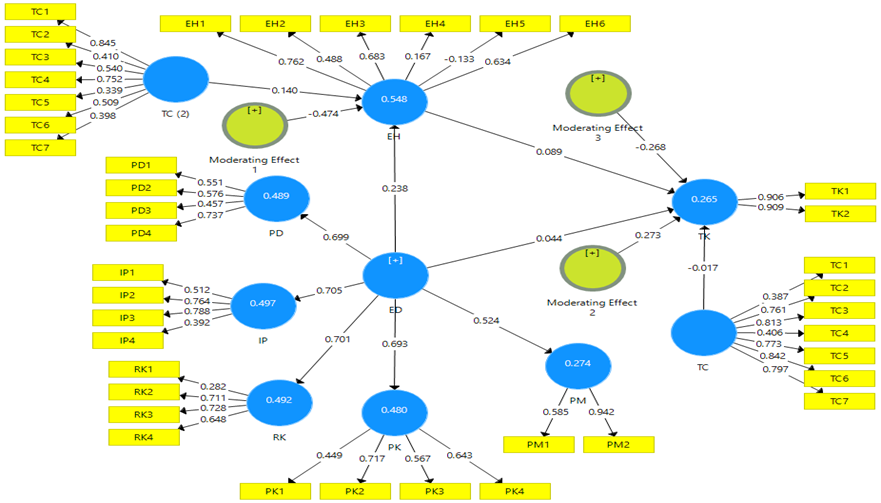 TC1
TC2
TC3
TC4
TC5
TC6
TC7
0.845
0.410
0.540
0.752
0.339
0.509
0.398
TC (2)
0.140
EH1
EH2
EH3
EH4
EH5
EH6
0.762
0.488
0.683
0.167
-0.133
0.634
0.548
EH
[+]
Moderating Effect
1
-0.474
[+]
Moderating Effect
3
-0.268
0.089
0.238
PD1
PD2
PD3
PD4
0.551
0.576
0.457
0.737
0.489
PD
0.699
0.265
TK
0.906
0.909
TK1
TK2
0.044
0.273
[+]
Moderating Effect
2
-0.017
[+]
ED
IP1
IP2
IP3
IP4
0.512
0.764
0.788
0.392
0.497
IP
0.705
0.701
0.693
0.524
TC
TC1
TC2
TC3
TC4
TC5
TC6
TC7
0.387
0.761
0.813
0.406
0.773
0.842
0.797
RK1
RK2
RK3
RK4
0.282
0.711
0.728
0.648
0.492
RK
0.480
PK
0.449
0.717
0.567
0.643
PK1
PK2
PK3
PK4
0.274
PM
0.585
0.942
PM1
PM2